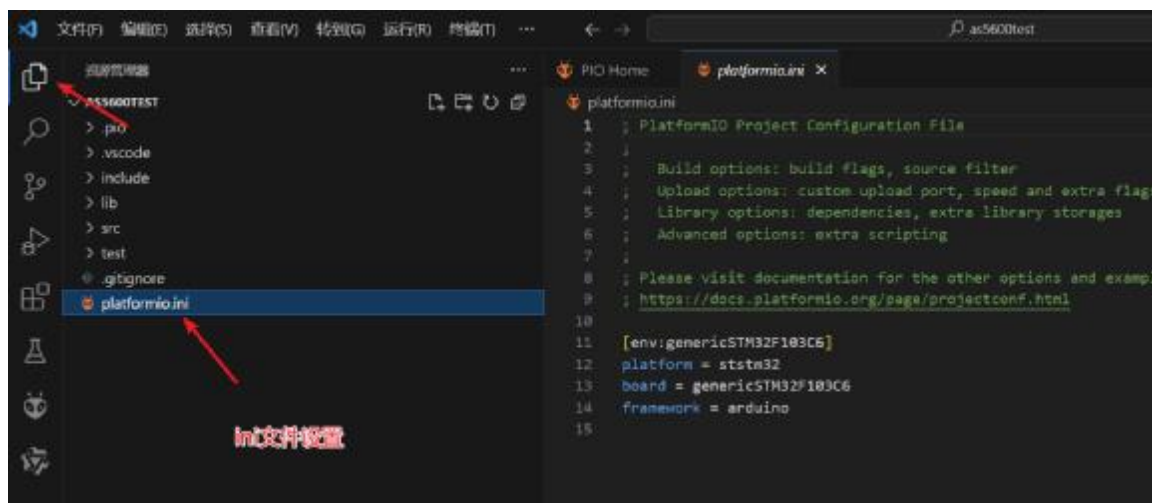 文件(F) 编辑(E) 选择(S) 查看(V) 转到(G) 运行(R) 终端(T) ··· as5600test
资源管理器 ···
PIO Home platformio.ini
AS5600TEST
platformio.ini
.pio
.vscode
include
lib
src
test
.gitignore
platformio.ini
ini文件设置
1 ; PlatformIO Project Configuration File
2 ;
3 ; Build options: build flags, source filter
4 ; Upload options: custom upload port, speed and extra flags
5 ; Library options: dependencies, extra library storages
6 ; Advanced options: extra scripting
7 ;
8 ; Please visit documentation for the other options and exampl
9 ; https://docs.platformio.org/page/projectconf.html
10
11 [env:genericSTM32F103C6]
12 platform = ststm32
13 board = genericSTM32F103C6
14 framework = arduino
15